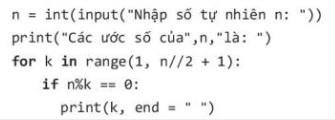 n = int(input("Nhập số tự nhiên n: "))
print("Các ước số của",n,"là: ")
for k in range(1, n//2 + 1):
    if n%k == 0:
        print(k, end = " ")